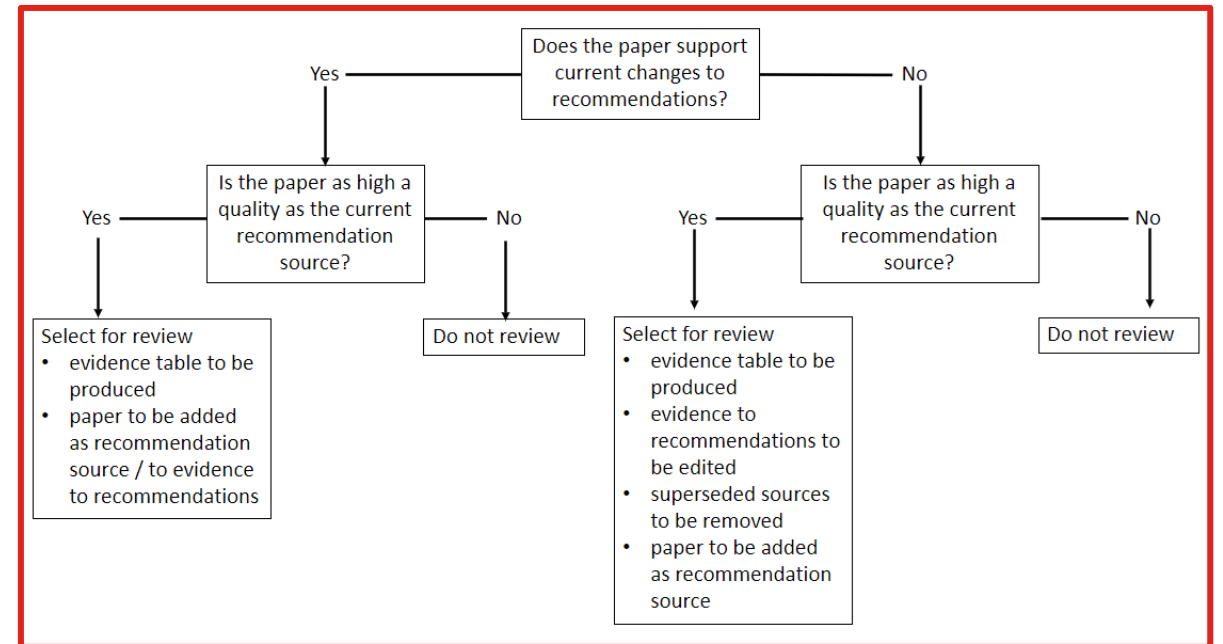 Does the paper support
current changes to
recommendations?
Yes
No
Is the paper as high a
quality as the current
recommendation
source?
Yes
No
Is the paper as high a
quality as the current
recommendation
source?
Yes
No
Select for review
• evidence table to be
produced
• paper to be added
as recommendation
source / to evidence
to recommendations
Do not review
Select for review
• evidence table to be
produced
• evidence to
recommendations to
be edited
• superseded sources
to be removed
• paper to be added
as recommendation
source
Do not review